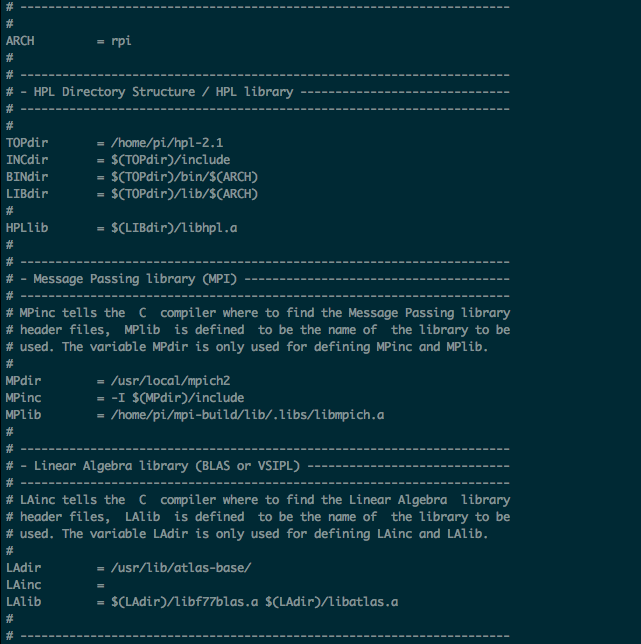 # ----------------------------------------------------------------------
#
ARCH         = rpi
#
# ----------------------------------------------------------------------
# - HPL Directory Structure / HPL library ------------------------------
# ----------------------------------------------------------------------
#
TOPdir       = /home/pi/hpl-2.1
INCdir       = $(TOPdir)/include
BINdir       = $(TOPdir)/bin/$(ARCH)
LIBdir       = $(TOPdir)/lib/$(ARCH)
#
HPLlib       = $(LIBdir)/libhpl.a
#
# ----------------------------------------------------------------------
# - Message Passing library (MPI) --------------------------------------
# ----------------------------------------------------------------------
# MPinc tells the  C  compiler where to find the Message Passing library
# header files,  MPlib  is defined  to be the name of  the library to be
# used. The variable MPdir is only used for defining MPinc and MPlib.
#
MPdir        = /usr/local/mpich2
MPinc        = -I $(MPdir)/include
MPlib        = /home/pi/mpi-build/lib/.libs/libmpich.a
#
# ----------------------------------------------------------------------
# - Linear Algebra library (BLAS or VSIPL) -----------------------------
# ----------------------------------------------------------------------
# LAinc tells the  C  compiler where to find the Linear Algebra  library
# header files,  LAlib  is defined  to be the name of  the library to be
# used. The variable LAdir is only used for defining LAinc and LAlib.
#
LAdir        = /usr/lib/atlas-base/
LAinc        =
LAlib        = $(LAdir)/libf77blas.a $(LAdir)/libatlas.a
#
# ----------------------------------------------------------------------